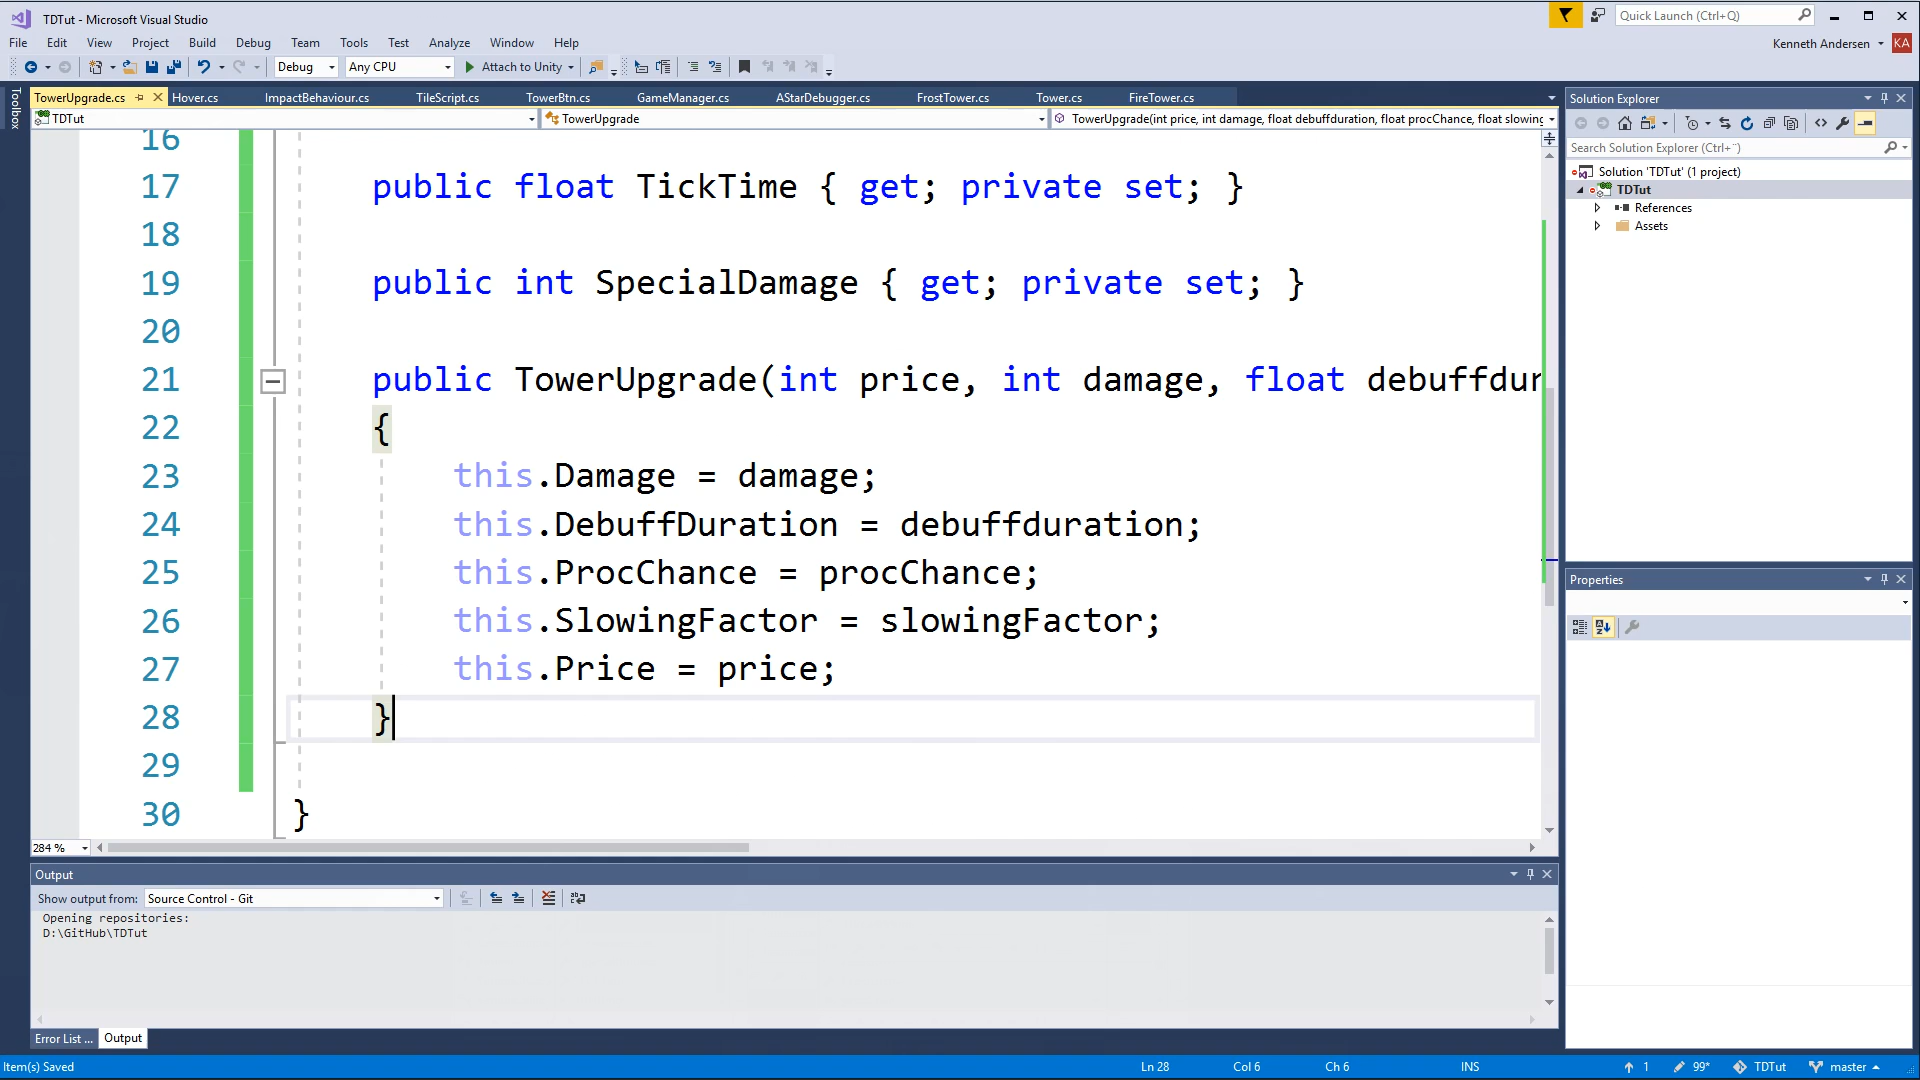 TDTut - Microsoft Visual Studio
Quick Launch (Ctrl+Q)
File Edit View Project Build Debug Team Tools Test Analyze Window Help
Kenneth Andersen KA
Debug Any CPU Attach to Unity
Toolbox
TowerUpgrade.cs Hover.cs ImpactBehaviour.cs TileScript.cs TowerBtn.cs GameManager.cs AStarDebugger.cs FrostTower.cs Tower.cs FireTower.cs
TDTut TowerUpgrade TowerUpgrade(int price, int damage, float debuffduration, float procChance, float slowing
16
17 public float TickTime { get; private set; }
18
19 public int SpecialDamage { get; private set; }
20
21 public TowerUpgrade(int price, int damage, float debuffdur
22 {
23 this.Damage = damage;
24 this.DebuffDuration = debuffduration;
25 this.ProcChance = procChance;
26 this.SlowingFactor = slowingFactor;
27 this.Price = price;
28 }
29
30 }
284 %
Output
Show output from: Source Control - Git
Opening repositories:
D:\GitHub\TDTut
Error List ... Output
Solution Explorer
Search Solution Explorer (Ctrl+¨)
Solution 'TDTut' (1 project)
TDTut
References
Assets
Properties
Item(s) Saved Ln 28 Col 6 Ch 6 INS 1 99* TDTut master